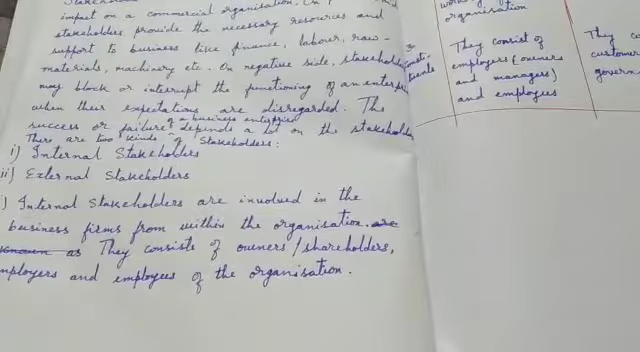 impact on a commercial organisation. On
stakeholders provide the necessary resources and
support to business like finance, labour, raw-
materials, machinery etc. On negative side, stakeholders
may block or interrupt the functioning of an enterprise
when their expectations are disregarded. The
success or failure of a business enterprise depends a lot on the stakeholders
There are two kinds of Stakeholders:
i) Internal Stakeholders
ii) External Stakeholders
) Internal Stakeholders are involved in the
business firms from within the organisation. are
known as They consists of owners/shareholders,
mployers and employees of the organisation.
organisation
3.
They consist of
employers (owners
and managers)
and employees
They co
customer
govern